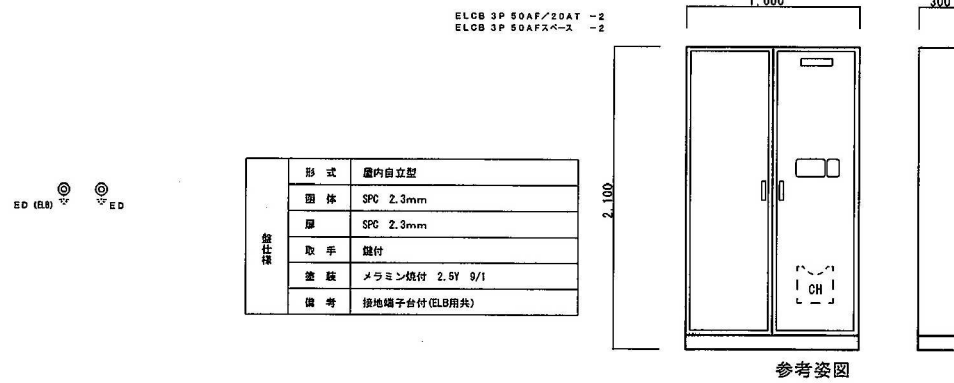 ELCB 3P 50AF/20AT -2
ELCB 3P 50AFスペース -2
300
2,100
ED (ELB)
ED
盤仕様
形 式 屋内自立型
函 体 SPC 2.3mm
扉 SPC 2.3mm
取 手 鍵付
塗 装 メラミン焼付 2.5Y 9/1
備 考 接地端子台付(ELB用共)
CH
参考姿図